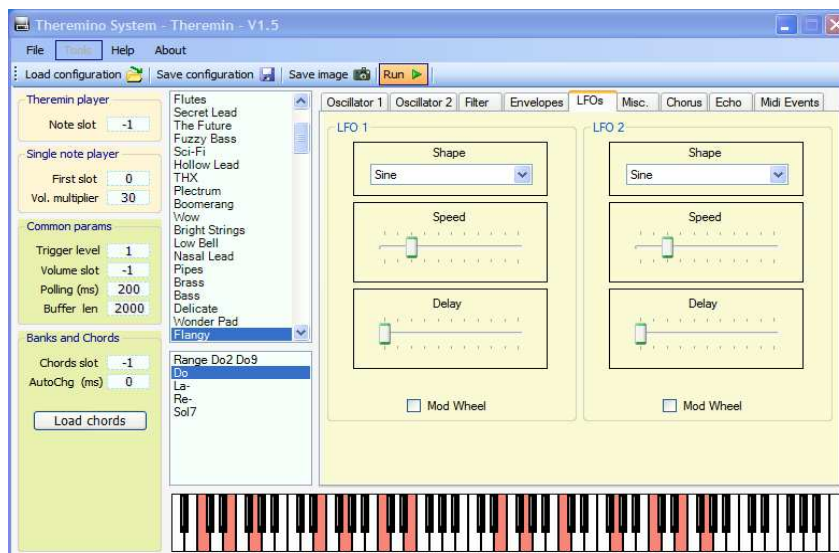 Theremino System - Theremin - V1.5
File Tools Help About
Load configuration Save configuration Save image Run
Theremin player
Note slot -1
Single note player
First slot 0
Vol. multiplier 30
Common params
Trigger level 1
Volume slot -1
Polling (ms) 200
Buffer len 2000
Banks and Chords
Chords slot -1
AutoChg (ms) 0
Load chords
Flutes
Secret Lead
The Future
Fuzzy Bass
Sci-Fi
Hollow Lead
THX
Plectrum
Boomerang
Wow
Bright Strings
Low Bell
Nasal Lead
Pipes
Brass
Bass
Delicate
Wonder Pad
Flangy
Range Do2 Do9
Do
La-
Re-
Sol7
Oscillator 1 Oscillator 2 Filter Envelopes LFOs Misc. Chorus Echo Midi Events
LFO 1
Shape
Sine
Speed
Delay
Mod Wheel
LFO 2
Shape
Sine
Speed
Delay
Mod Wheel